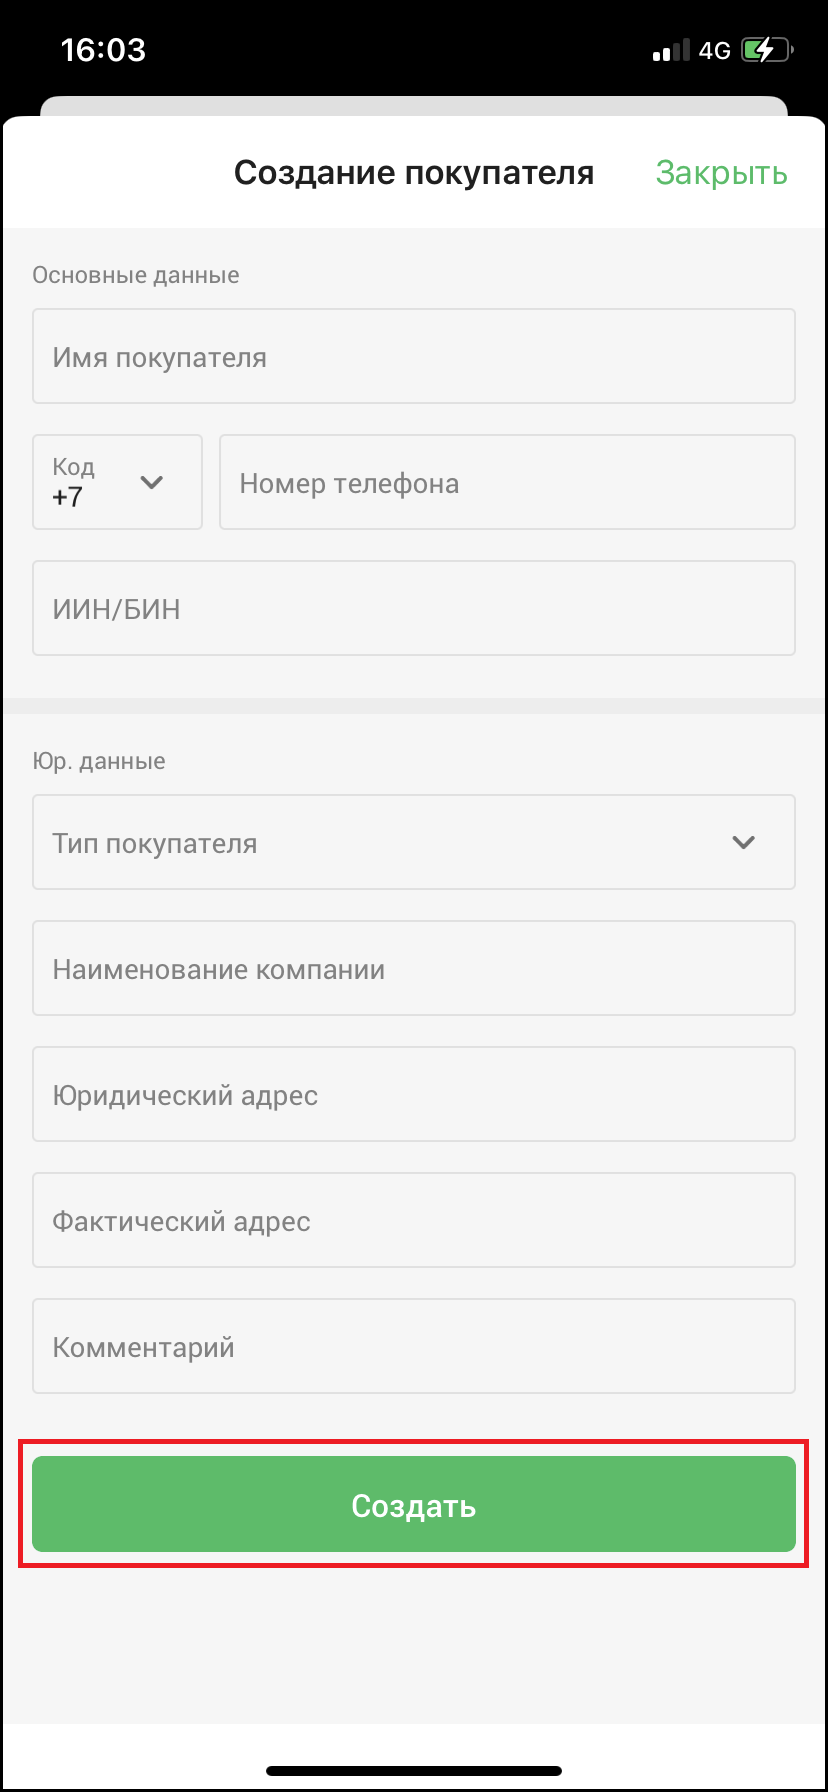 16:03
4G
Создание покупателя
Закрыть
Основные данные
Имя покупателя
Код
+7
Номер телефона
ИИН/БИН
Юр. данные
Тип покупателя
Наименование компании
Юридический адрес
Фактический адрес
Комментарий
Создать